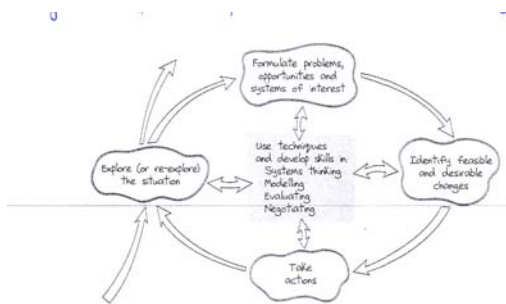 Formulate problems,
opportunities and
systems of interest
Use techniques
and develop skills in
Systems thinking
Modelling
Evaluating
Negotiating
Explore (or re-explore)
the situation
Identify feasible
and desirable
changes
Take
actions